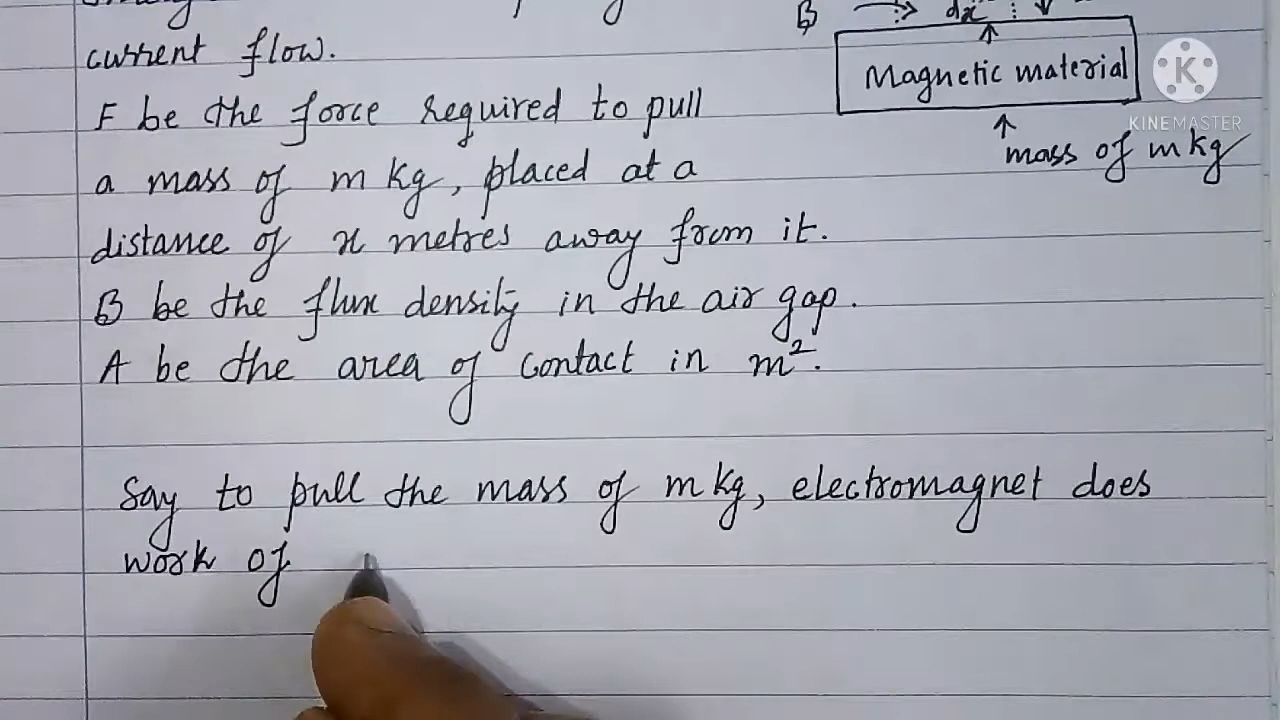 B dx
current flow.
Magnetic material
K
KINEMASTER
F be the force required to pull
mass of m kg
a mass of m kg, placed at a
distance of x metres away from it.
B be the flux density in the air gap.
A be the area of contact in m².
Say to pull the mass of m kg, electromagnet does
work of